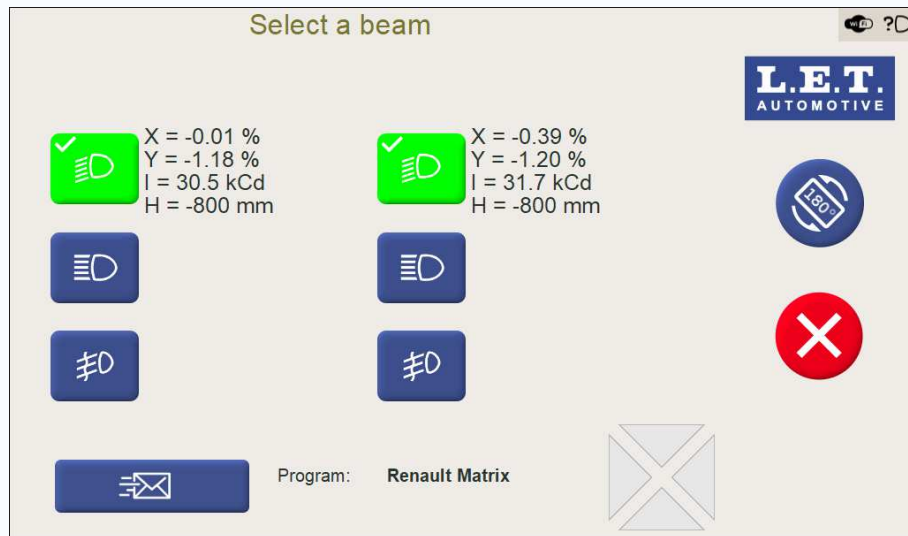 Select a beam
WiFi
?
L.E.T.
AUTOMOTIVE
X = -0.01 %
Y = -1.18 %
I = 30.5 kCd
H = -800 mm
X = -0.39 %
Y = -1.20 %
I = 31.7 kCd
H = -800 mm
180°
Program: Renault Matrix